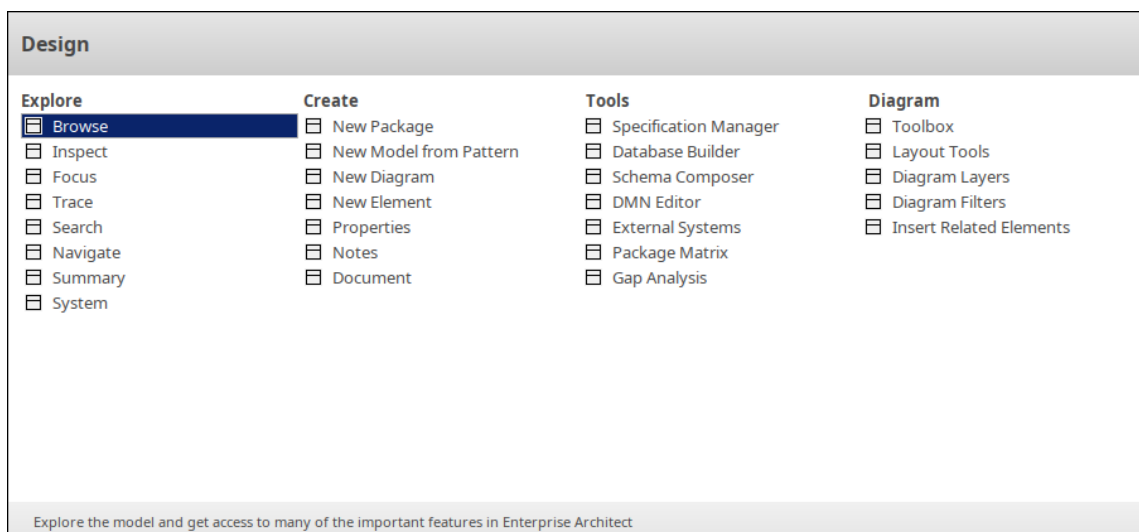 Design
Explore
Browse
Inspect
Focus
Trace
Search
Navigate
Summary
System
Create
New Package
New Model from Pattern
New Diagram
New Element
Properties
Notes
Document
Tools
Specification Manager
Database Builder
Schema Composer
DMN Editor
External Systems
Package Matrix
Gap Analysis
Diagram
Toolbox
Layout Tools
Diagram Layers
Diagram Filters
Insert Related Elements
Explore the model and get access to many of the important features in Enterprise Architect